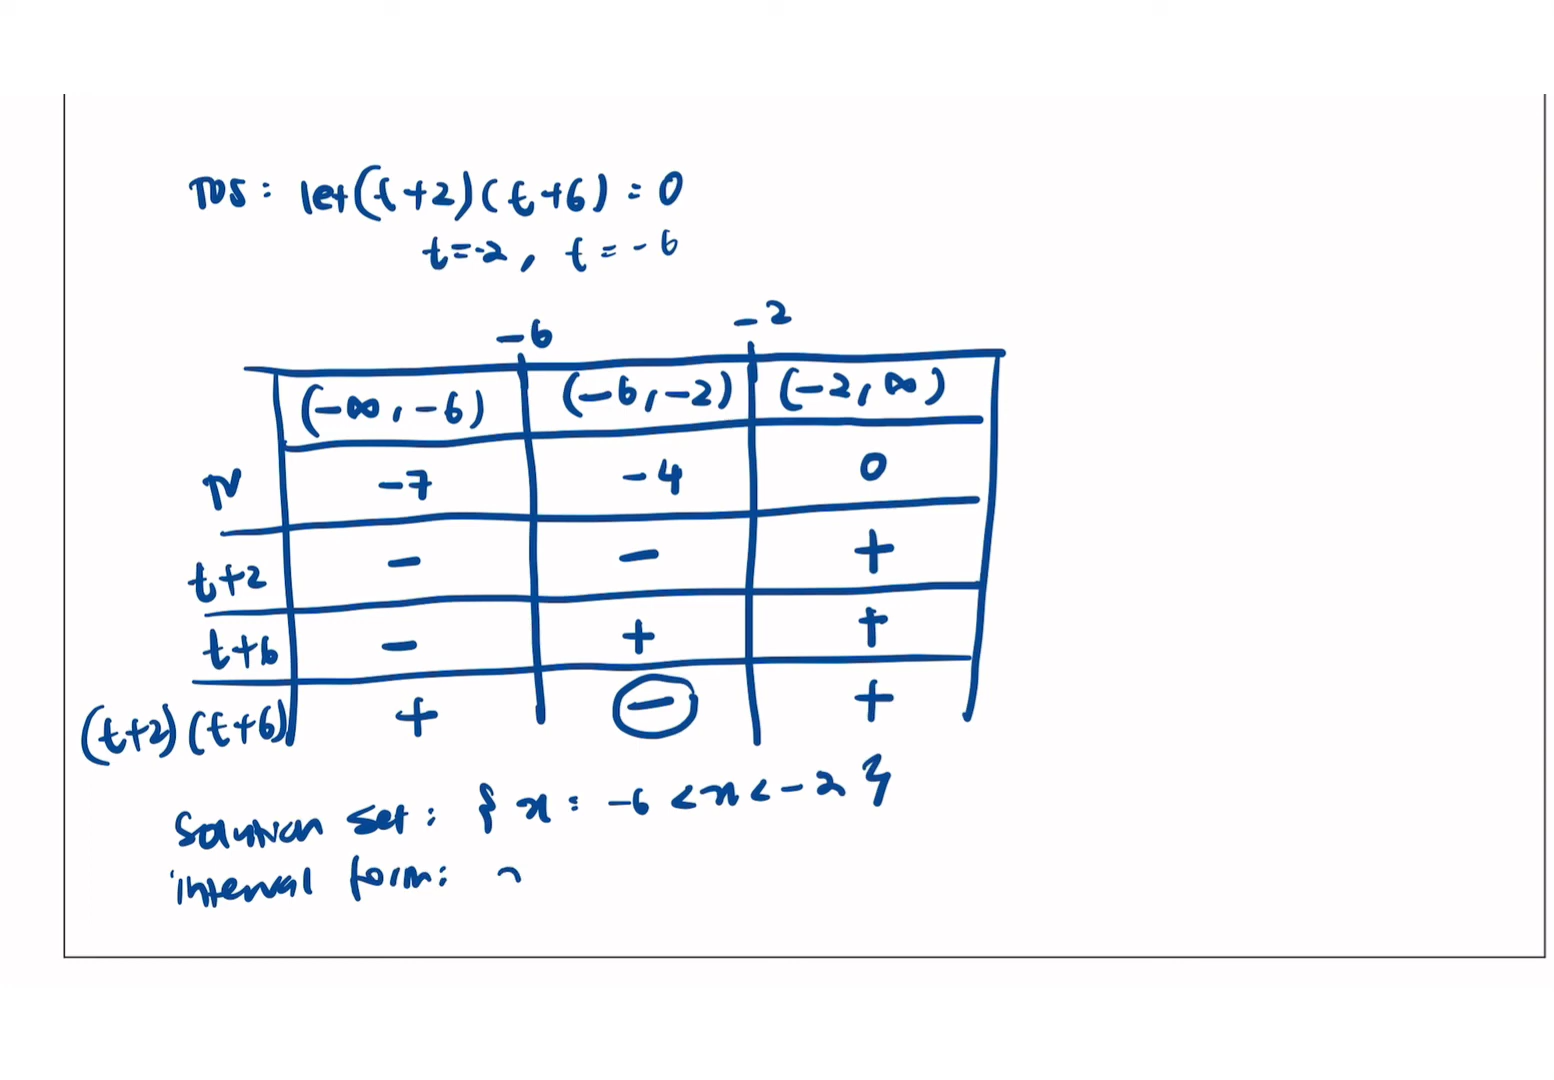 TOS : let (t+2)(t+6) = 0
t=-2, t = -6
-6 -2
(-∞, -6) (-6, -2) (-2, ∞)
TV -7 -4 0
t+2 - - +
t+6 - + +
(t+2)(t+6) + - +
Solution set : { x : -6 < x < -2 }
interval form :